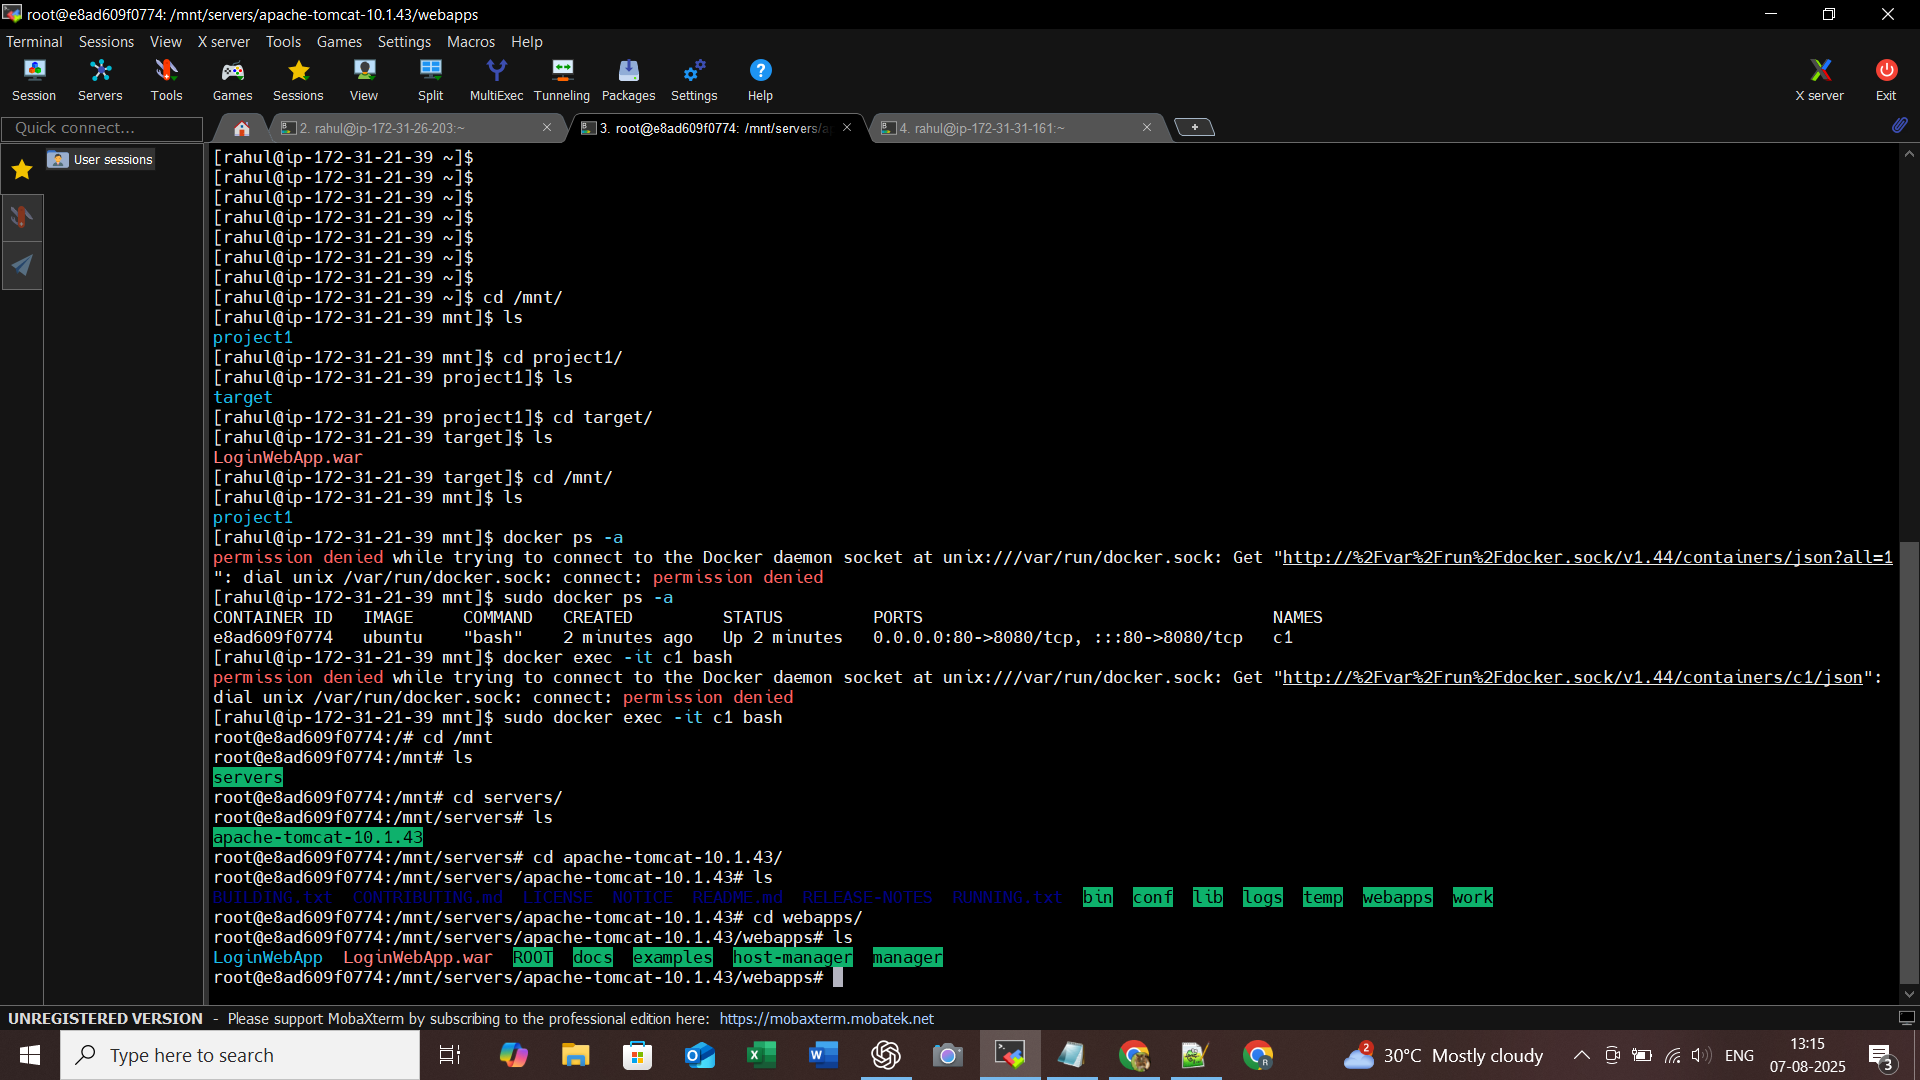 root@e8ad609f0774: /mnt/servers/apache-tomcat-10.1.43/webapps
Terminal Sessions View X server Tools Games Settings Macros Help
Session Servers Tools Games Sessions View Split MultiExec Tunneling Packages Settings Help X server Exit
Quick connect...
2. rahul@ip-172-31-26-203:~
3. root@e8ad609f0774: /mnt/servers/a
4. rahul@ip-172-31-31-161:~
User sessions
[rahul@ip-172-31-21-39 ~]$
[rahul@ip-172-31-21-39 ~]$
[rahul@ip-172-31-21-39 ~]$
[rahul@ip-172-31-21-39 ~]$
[rahul@ip-172-31-21-39 ~]$
[rahul@ip-172-31-21-39 ~]$
[rahul@ip-172-31-21-39 ~]$
[rahul@ip-172-31-21-39 ~]$ cd /mnt/
[rahul@ip-172-31-21-39 mnt]$ ls
project1
[rahul@ip-172-31-21-39 mnt]$ cd project1/
[rahul@ip-172-31-21-39 project1]$ ls
target
[rahul@ip-172-31-21-39 project1]$ cd target/
[rahul@ip-172-31-21-39 target]$ ls
LoginWebApp.war
[rahul@ip-172-31-21-39 target]$ cd /mnt/
[rahul@ip-172-31-21-39 mnt]$ ls
project1
[rahul@ip-172-31-21-39 mnt]$ docker ps -a
permission denied while trying to connect to the Docker daemon socket at unix:///var/run/docker.sock: Get "http://%2Fvar%2Frun%2Fdocker.sock/v1.44/containers/json?all=1
": dial unix /var/run/docker.sock: connect: permission denied
[rahul@ip-172-31-21-39 mnt]$ sudo docker ps -a
CONTAINER ID   IMAGE     COMMAND   CREATED         STATUS         PORTS                                   NAMES
e8ad609f0774   ubuntu    "bash"    2 minutes ago   Up 2 minutes   0.0.0.0:80->8080/tcp, :::80->8080/tcp   c1
[rahul@ip-172-31-21-39 mnt]$ docker exec -it c1 bash
permission denied while trying to connect to the Docker daemon socket at unix:///var/run/docker.sock: Get "http://%2Fvar%2Frun%2Fdocker.sock/v1.44/containers/c1/json":
dial unix /var/run/docker.sock: connect: permission denied
[rahul@ip-172-31-21-39 mnt]$ sudo docker exec -it c1 bash
root@e8ad609f0774:/# cd /mnt
root@e8ad609f0774:/mnt# ls
servers
root@e8ad609f0774:/mnt# cd servers/
root@e8ad609f0774:/mnt/servers# ls
apache-tomcat-10.1.43
root@e8ad609f0774:/mnt/servers# cd apache-tomcat-10.1.43/
root@e8ad609f0774:/mnt/servers/apache-tomcat-10.1.43# ls
BUILDING.txt  CONTRIBUTING.md  LICENSE  NOTICE  README.md  RELEASE-NOTES  RUNNING.txt  bin  conf  lib  logs  temp  webapps  work
root@e8ad609f0774:/mnt/servers/apache-tomcat-10.1.43# cd webapps/
root@e8ad609f0774:/mnt/servers/apache-tomcat-10.1.43/webapps# ls
LoginWebApp  LoginWebApp.war  ROOT  docs  examples  host-manager  manager
root@e8ad609f0774:/mnt/servers/apache-tomcat-10.1.43/webapps#
UNREGISTERED VERSION - Please support MobaXterm by subscribing to the professional edition here: https://mobaxterm.mobatek.net
Type here to search
2
30°C Mostly cloudy
ENG
13:15
07-08-2025
3